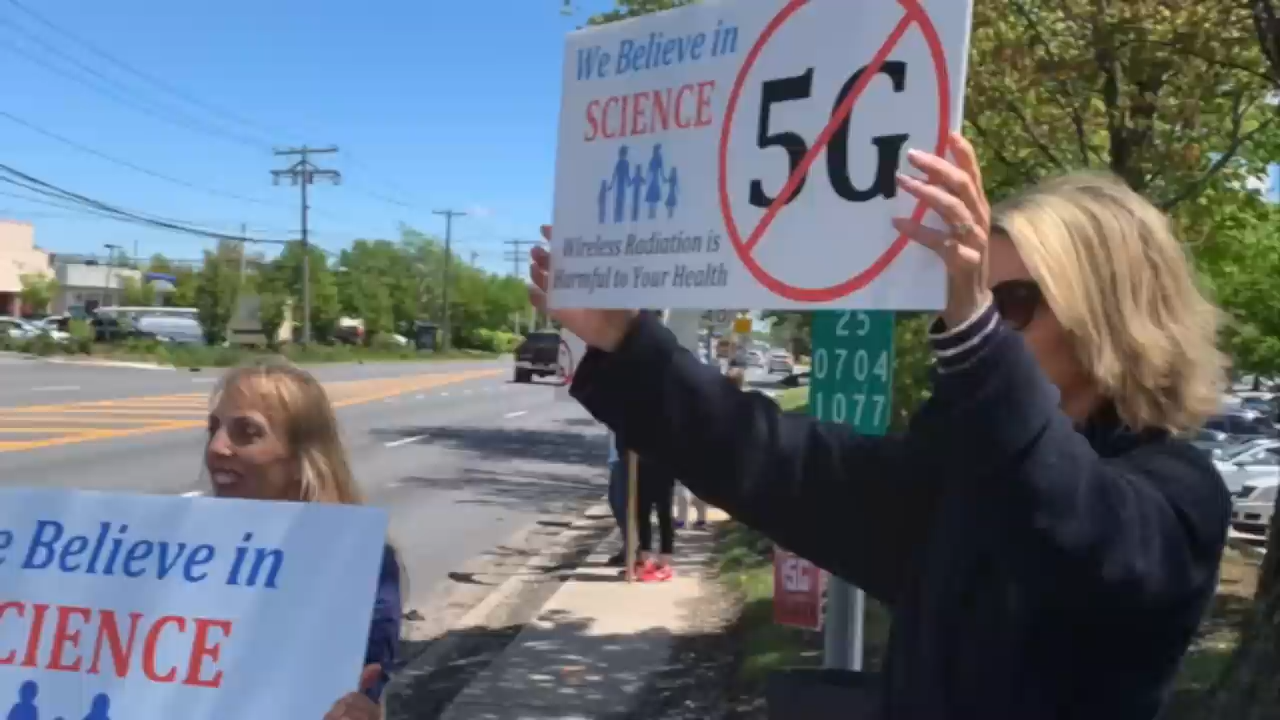 We Believe in
SCIENCE
5G
Wireless Radiation is
Harmful to Your Health
25
0704
1077
Believe in
CIENCE
5G